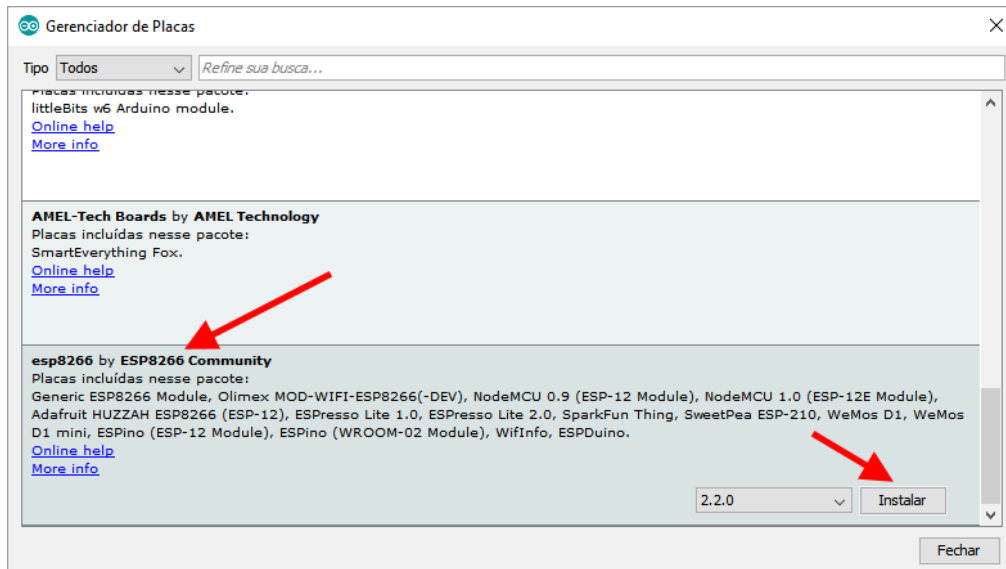 Gerenciador de Placas
Tipo Todos Refine sua busca...
Placas incluídas nesse pacote:
littleBits w6 Arduino module.
Online help
More info
AMEL-Tech Boards by AMEL Technology
Placas incluídas nesse pacote:
SmartEverything Fox.
Online help
More info
esp8266 by ESP8266 Community
Placas incluídas nesse pacote:
Generic ESP8266 Module, Olimex MOD-WIFI-ESP8266(-DEV), NodeMCU 0.9 (ESP-12 Module), NodeMCU 1.0 (ESP-12E Module),
Adafruit HUZZAH ESP8266 (ESP-12), ESPresso Lite 1.0, ESPresso Lite 2.0, SparkFun Thing, SweetPea ESP-210, WeMos D1, WeMos
D1 mini, ESPino (ESP-12 Module), ESPino (WROOM-02 Module), WifInfo, ESPDuino.
Online help
More info
2.2.0 Instalar
Fechar